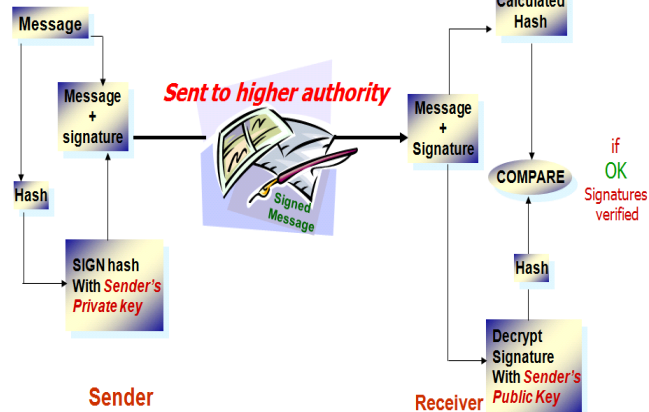 Message
Message
+
signature
Hash
SIGN hash
With Sender's
Private key
Sender
Sent to higher authority
Signed
Message
Message
+
Signature
Calculated
Hash
COMPARE
if
OK
Signatures
verified
Hash
Decrypt
Signature
With Sender's
Public Key
Receiver